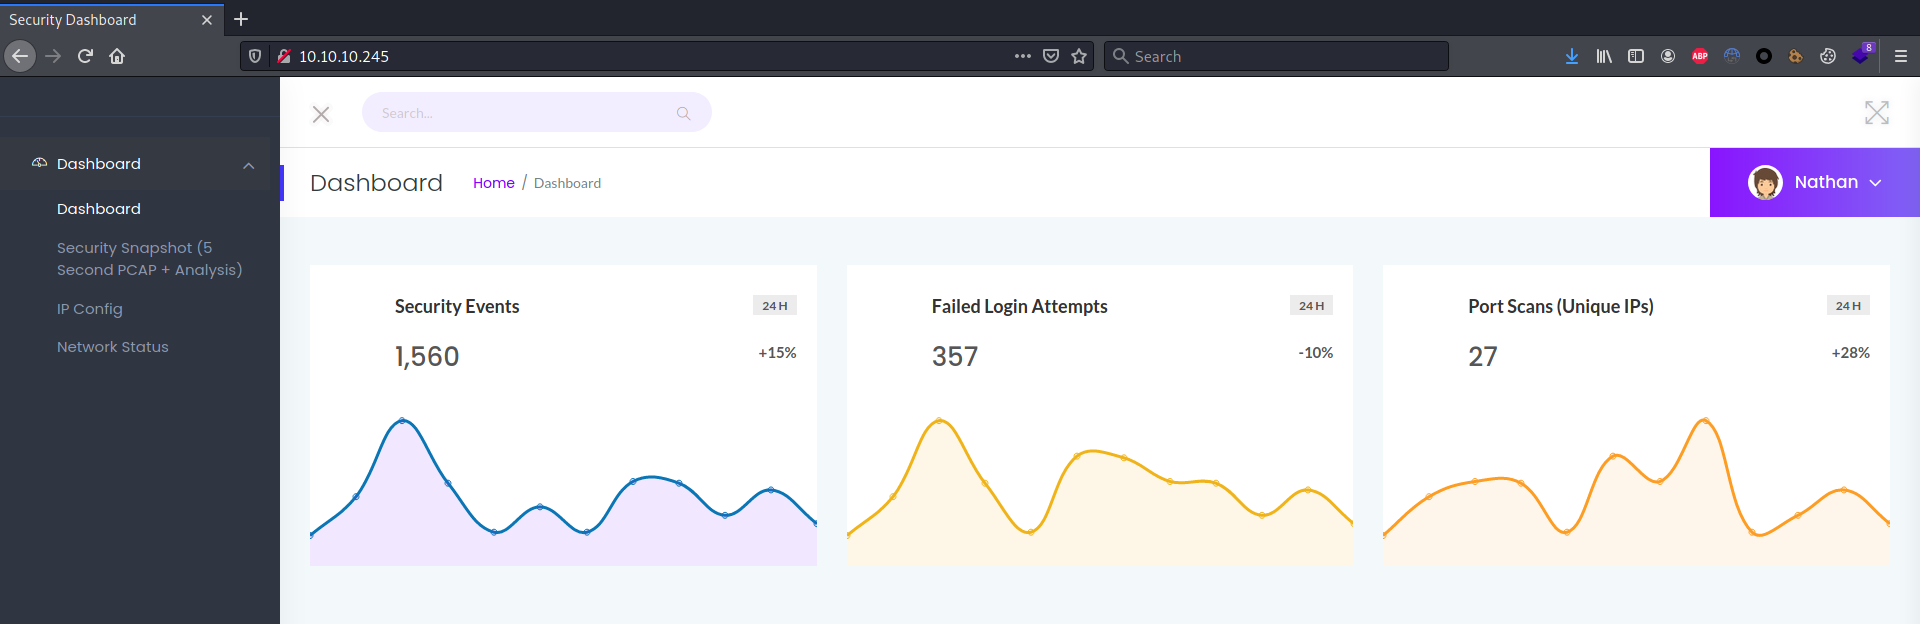 Security Dashboard
10.10.10.245
Search
ABP
8
Search...
Dashboard
Dashboard
Security Snapshot (5
Second PCAP + Analysis)
IP Config
Network Status
Dashboard
Home / Dashboard
Nathan
Security Events
24 H
1,560
+15%
Failed Login Attempts
24 H
357
-10%
Port Scans (Unique IPs)
24 H
27
+28%